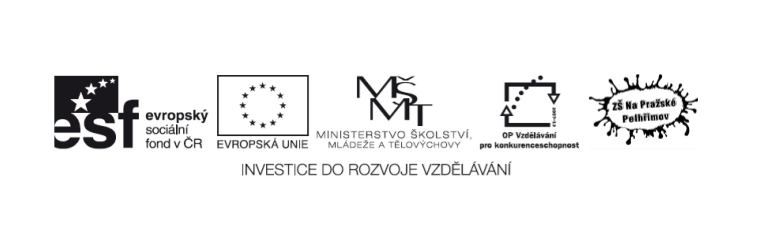 esf
evropský
sociální
fond v ČR
EVROPSKÁ UNIE
MŠMT
MINISTERSTVO ŠKOLSTVÍ,
MLÁDEŽE A TĚLOVÝCHOVY
OP Vzdělávání
pro konkurenceschopnost
ZŠ Na Pražské
Pelhřimov
INVESTICE DO ROZVOJE VZDĚLÁVÁNÍ